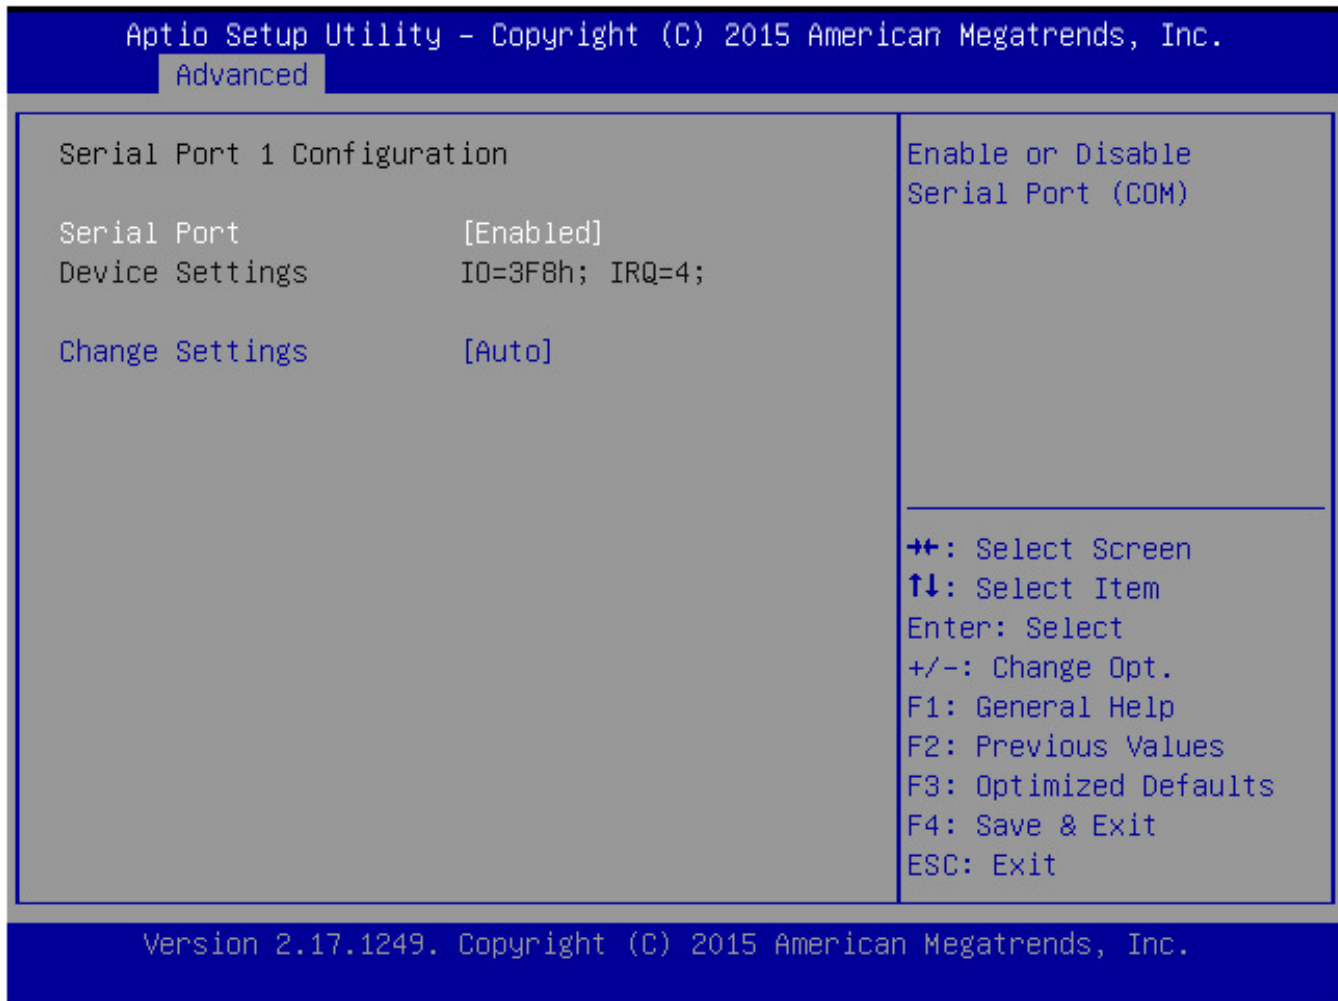 Aptio Setup Utility – Copyright (C) 2015 American Megatrends, Inc.
Advanced
Serial Port 1 Configuration
Serial Port [Enabled]
Device Settings IO=3F8h; IRQ=4;
Change Settings [Auto]
Enable or Disable
Serial Port (COM)
→←: Select Screen
↑↓: Select Item
Enter: Select
+/-: Change Opt.
F1: General Help
F2: Previous Values
F3: Optimized Defaults
F4: Save & Exit
ESC: Exit
Version 2.17.1249. Copyright (C) 2015 American Megatrends, Inc.